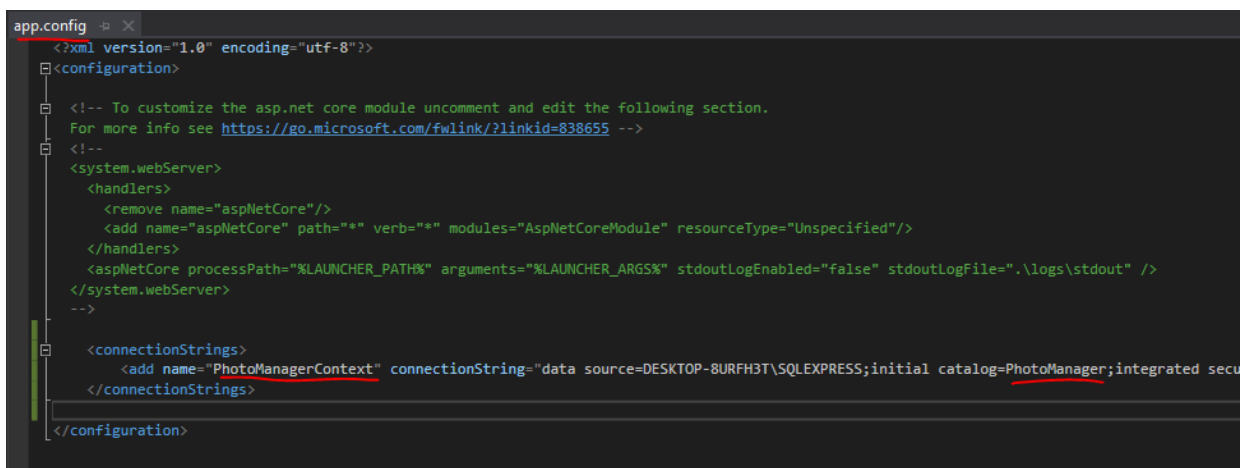 app.config
<?xml version="1.0" encoding="utf-8"?>
<configuration>
<!-- To customize the asp.net core module uncomment and edit the following section.
For more info see https://go.microsoft.com/fwlink/?linkid=838655 -->
<!--
<system.webServer>
<handlers>
<remove name="aspNetCore"/>
<add name="aspNetCore" path="*" verb="*" modules="AspNetCoreModule" resourceType="Unspecified"/>
</handlers>
<aspNetCore processPath="%LAUNCHER_PATH%" arguments="%LAUNCHER_ARGS%" stdoutLogEnabled="false" stdoutLogFile=".\logs\stdout" />
</system.webServer>
-->
<connectionStrings>
<add name="PhotoManagerContext" connectionString="data source=DESKTOP-8URFH3T\SQLEXPRESS;initial catalog=PhotoManager;integrated secu
</connectionStrings>
</configuration>